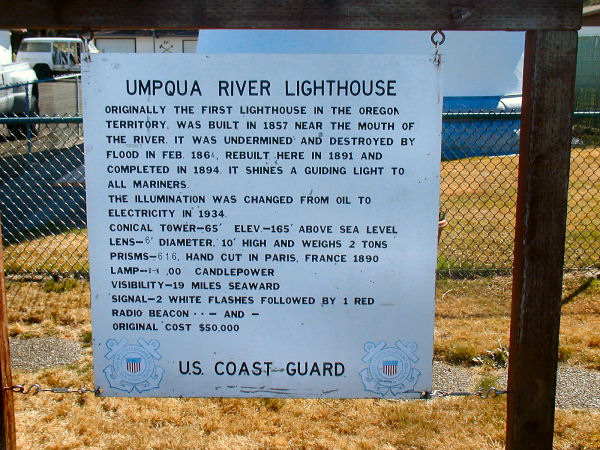 UMPQUA RIVER LIGHTHOUSE
ORIGINALLY THE FIRST LIGHTHOUSE IN THE OREGON
TERRITORY, WAS BUILT IN 1857 NEAR THE MOUTH OF
THE RIVER. IT WAS UNDERMINED AND DESTROYED BY
FLOOD IN FEB. REBUILT HERE IN 1891 AND
COMPLETED IN 1894. IT SHINES A GUIDING LIGHT TO
ALL MARINERS.
THE ILLUMINATION WAS CHANGED FROM OIL TO
ELECTRICITY IN 1934.
CONICAL TOWER-65' ELEV.-165' ABOVE SEA LEVEL
LENS-6' DIAMETER, 10' HIGH AND WEIGHS 2 TONS
PRISMS-616, HAND CUT IN PARIS, FRANCE 1890
LAMP- CANDLEPOWER
VISIBILITY-19 MILES SEAWARD
SIGNAL-2 WHITE FLASHES FOLLOWED BY 1 RED
RADIO BEACON ··- AND -
ORIGINAL COST $50,000
U.S. COAST GUARD